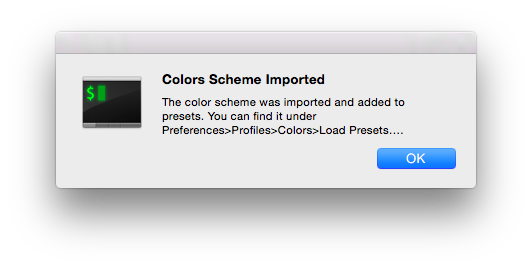 Colors Scheme Imported
$
The color scheme was imported and added to
presets. You can find it under
Preferences>Profiles>Colors>Load Presets....
OK